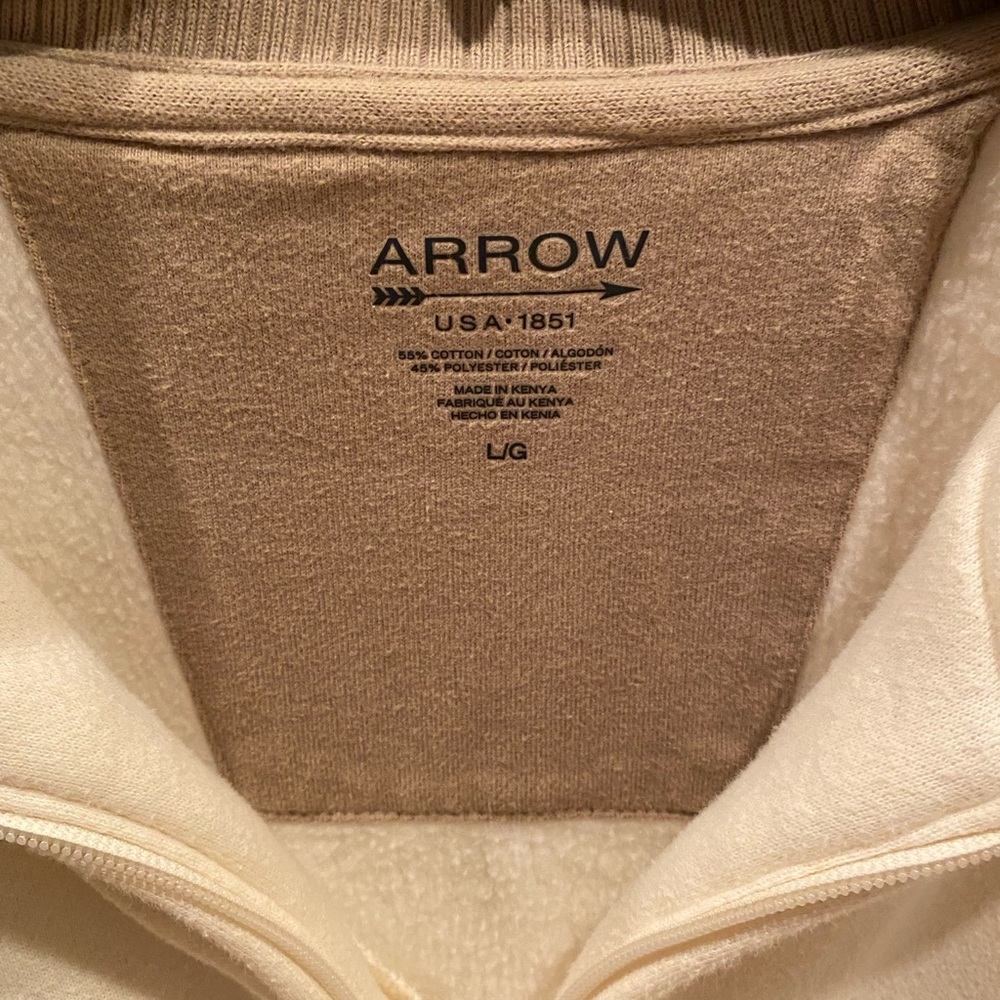 ARROW
USA·1851
55% COTTON / COTON / ALGODÓN
45% POLYESTER / POLIÉSTER
MADE IN KENYA
FABRIQUÉ AU KENYA
HECHO EN KENIA
L/G